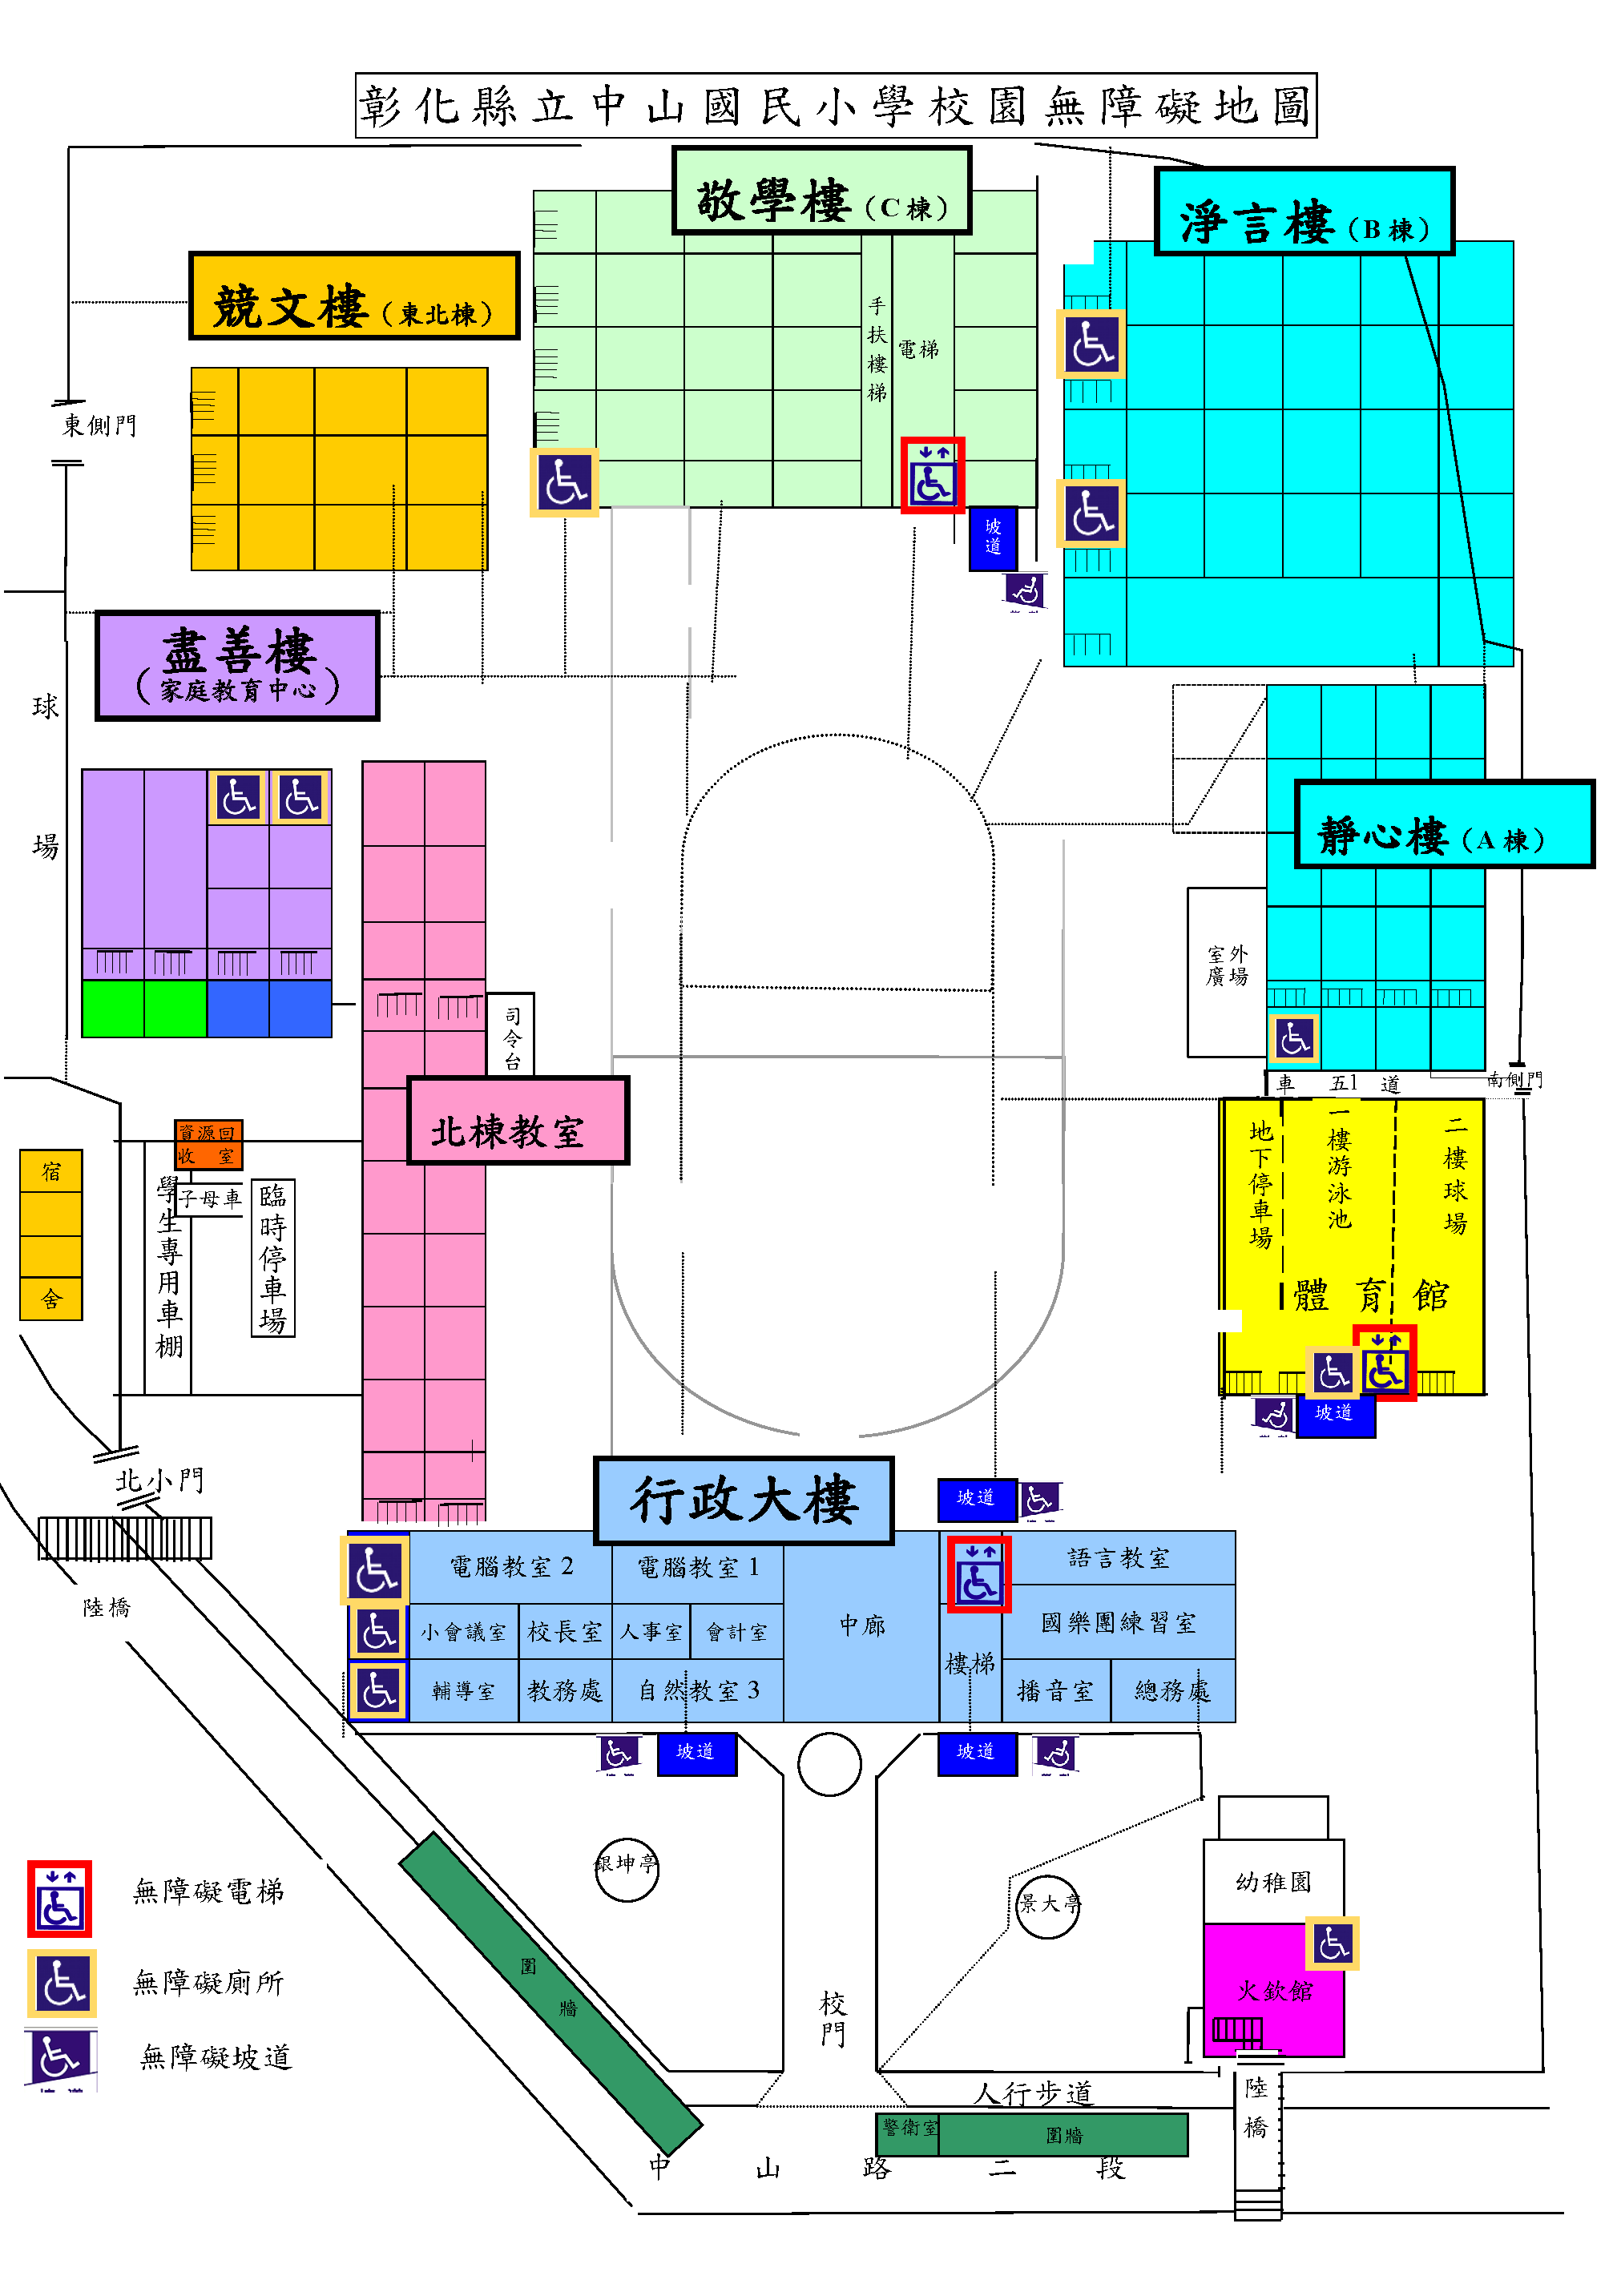 彰化縣立中山國民小學校園無障礙地圖
敬學樓（C 棟）
淨言樓（B 棟）
競文樓（東北棟）
手扶樓梯
電梯
東側門
坡道
盡善樓
（家庭教育中心）
球場
靜心樓（A 棟）
室外
廣場
司令台
車 五1 道
南側門
北棟教室
資源回
收 室
子母車
宿
舍
學生專用車棚
臨時停車場
地下停車場
一樓游泳池
二樓球場
體育館
坡道
北小門
陸橋
行政大樓
坡道
電腦教室 2
電腦教室 1
語言教室
小會議室
校長室
人事室
會計室
中廊
國樂團練習室
樓梯
輔導室
教務處
自然教室 3
播音室
總務處
坡道
坡道
銀坤亭
景大亭
幼稚園
火欽館
無障礙電梯
無障礙廁所
無障礙坡道
圍牆
校門
人行步道
陸橋
警衛室
圍牆
中山路二段